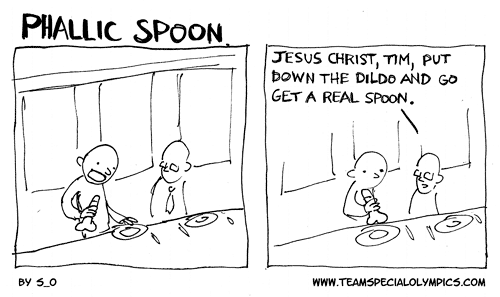 PHALLIC SPOON.
JESUS CHRIST, TIM, PUT
DOWN THE DILDO AND GO
GET A REAL SPOON.
BY S_O
WWW.TEAMSPECIALOLYMPICS.COM